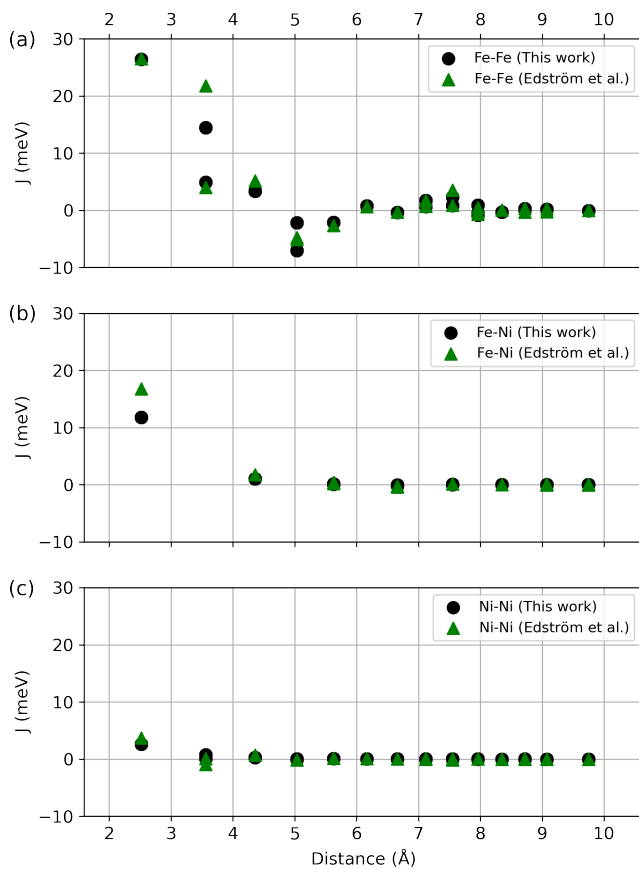 2 3 4 5 6 7 8 9 10
(a)
30
20
10
0
−10
J (meV)
Fe-Fe (This work)
Fe-Fe (Edström et al.)
(b)
30
20
10
0
−10
J (meV)
Fe-Ni (This work)
Fe-Ni (Edström et al.)
(c)
30
20
10
0
−10
J (meV)
Ni-Ni (This work)
Ni-Ni (Edström et al.)
2 3 4 5 6 7 8 9 10
Distance (Å)